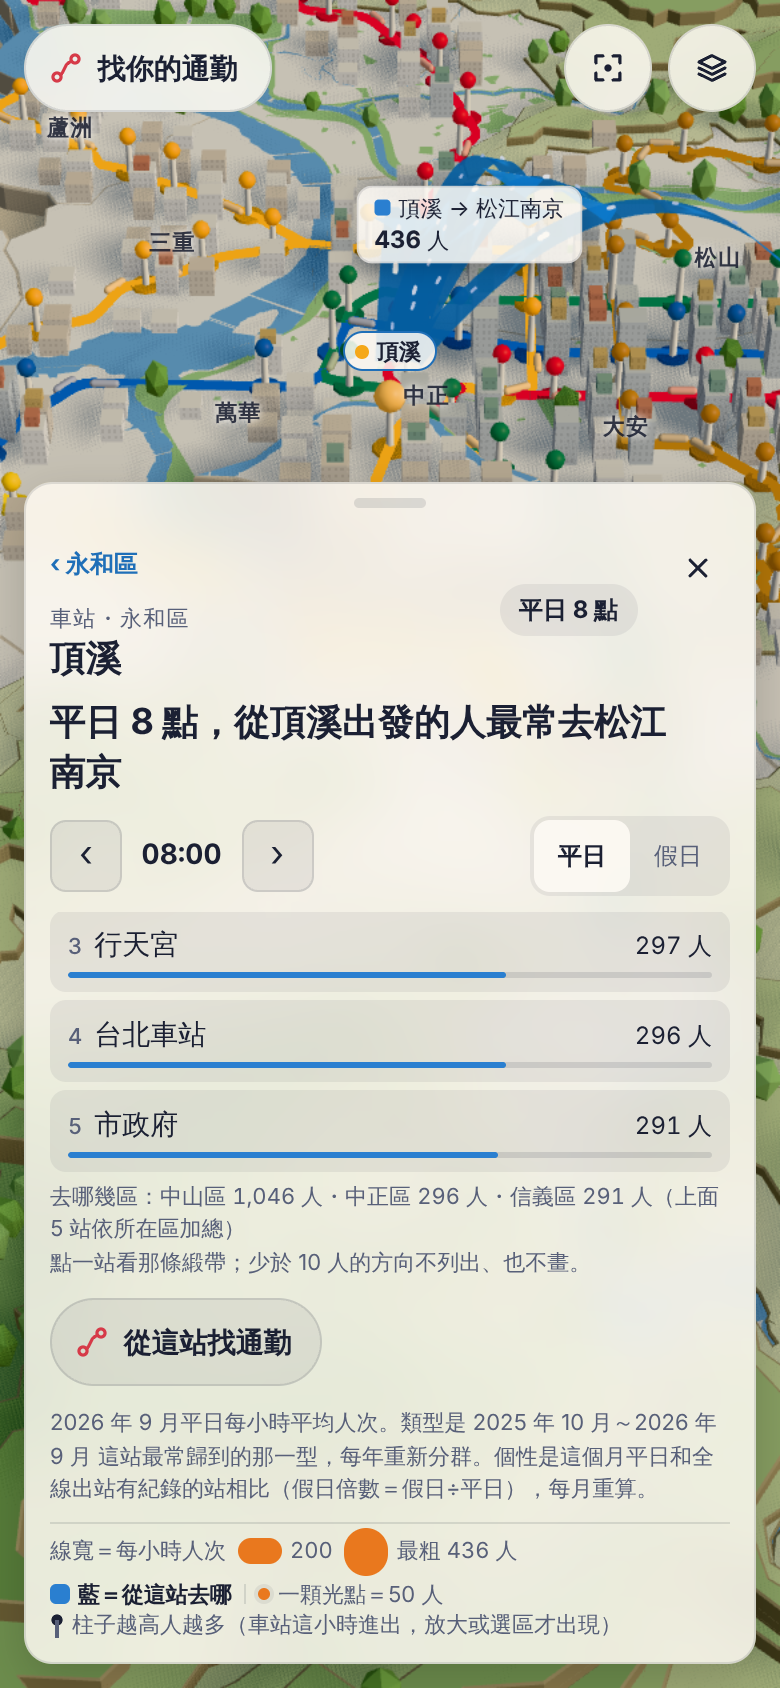 找你的通勤
蘆洲
頂溪 → 松江南京
436 人
三重
松山
頂溪
中正
萬華
大安
‹ 永和區
×
車站・永和區
平日 8 點
頂溪
平日 8 點，從頂溪出發的人最常去松江
南京
‹ 08:00 › 平日 假日
3 行天宮 297 人
4 台北車站 296 人
5 市政府 291 人
去哪幾區：中山區 1,046 人・中正區 296 人・信義區 291 人（上面
5 站依所在區加總）
點一站看那條緞帶；少於 10 人的方向不列出、也不畫。
從這站找通勤
2026 年 9 月平日每小時平均人次。類型是 2025 年 10 月～2026 年
9 月 這站最常歸到的那一型，每年重新分群。個性是這個月平日和全
線出站有紀錄的站相比（假日倍數＝假日÷平日），每月重算。
線寬＝每小時人次 200 最粗 436 人
藍＝從這站去哪 一顆光點＝50 人
柱子越高人越多（車站這小時進出，放大或選區才出現）